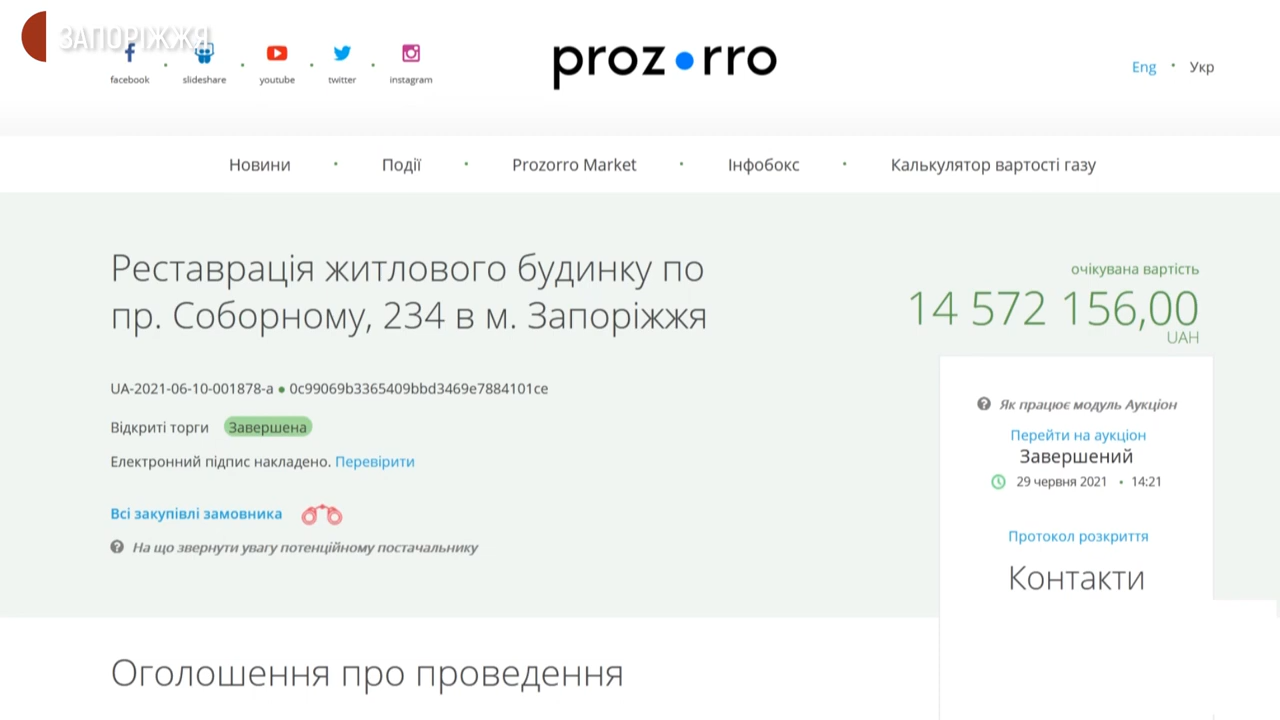 ЗАПОРІЖЖЯ
facebook
slideshare
youtube
twitter
instagram
prozorro
Eng • Укр
Новини • Події • Prozorro Market • Інфобокс • Калькулятор вартості газу
Реставрація житлового будинку по
пр. Соборному, 234 в м. Запоріжжя
очікувана вартість
14 572 156,00
UAH
UA-2021-06-10-001878-a ● 0c99069b3365409bbd3469e7884101ce
Відкриті торги Завершена
Електронний підпис накладено. Перевірити
Всі закупівлі замовника
На що звернути увагу потенційному постачальнику
Як працює модуль Аукціон
Перейти на аукціон
Завершений
29 червня 2021 • 14:21
Протокол розкриття
Контакти
Оголошення про проведення